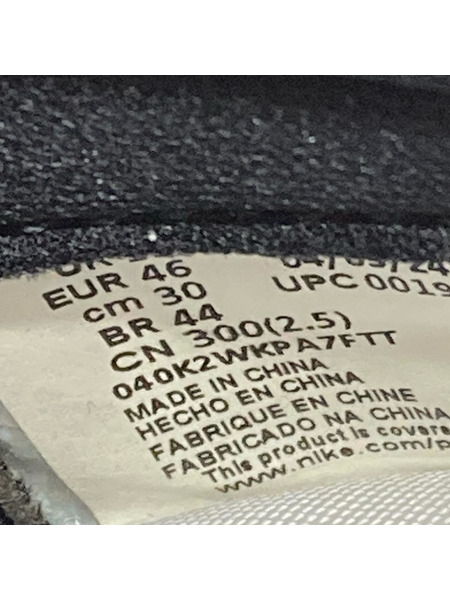 EUR 46
cm 30
BR 44
CN 300(2.5)
UPC 0019
040K2WKPA7FTT
MADE IN CHINA
HECHO EN CHINA
FABRIQUE EN CHINE
FABRICADO NA CHINA
This product is covere
www.nike.com/p